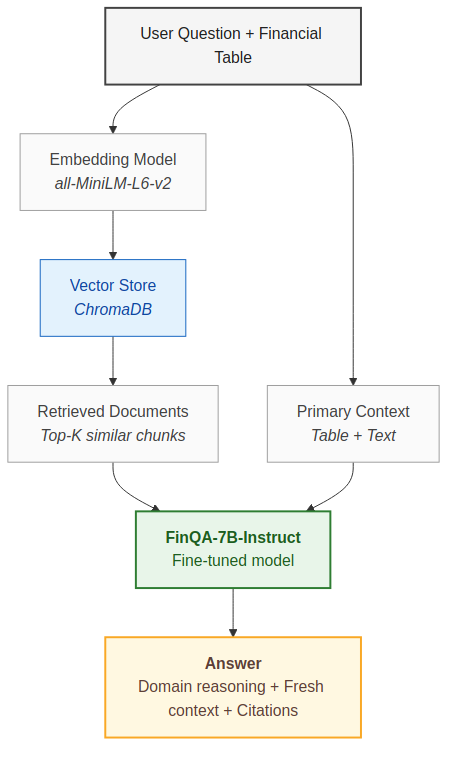 User Question + Financial
Table
Embedding Model
all-MiniLM-L6-v2
Vector Store
ChromaDB
Retrieved Documents
Top-K similar chunks
Primary Context
Table + Text
FinQA-7B-Instruct
Fine-tuned model
Answer
Domain reasoning + Fresh
context + Citations